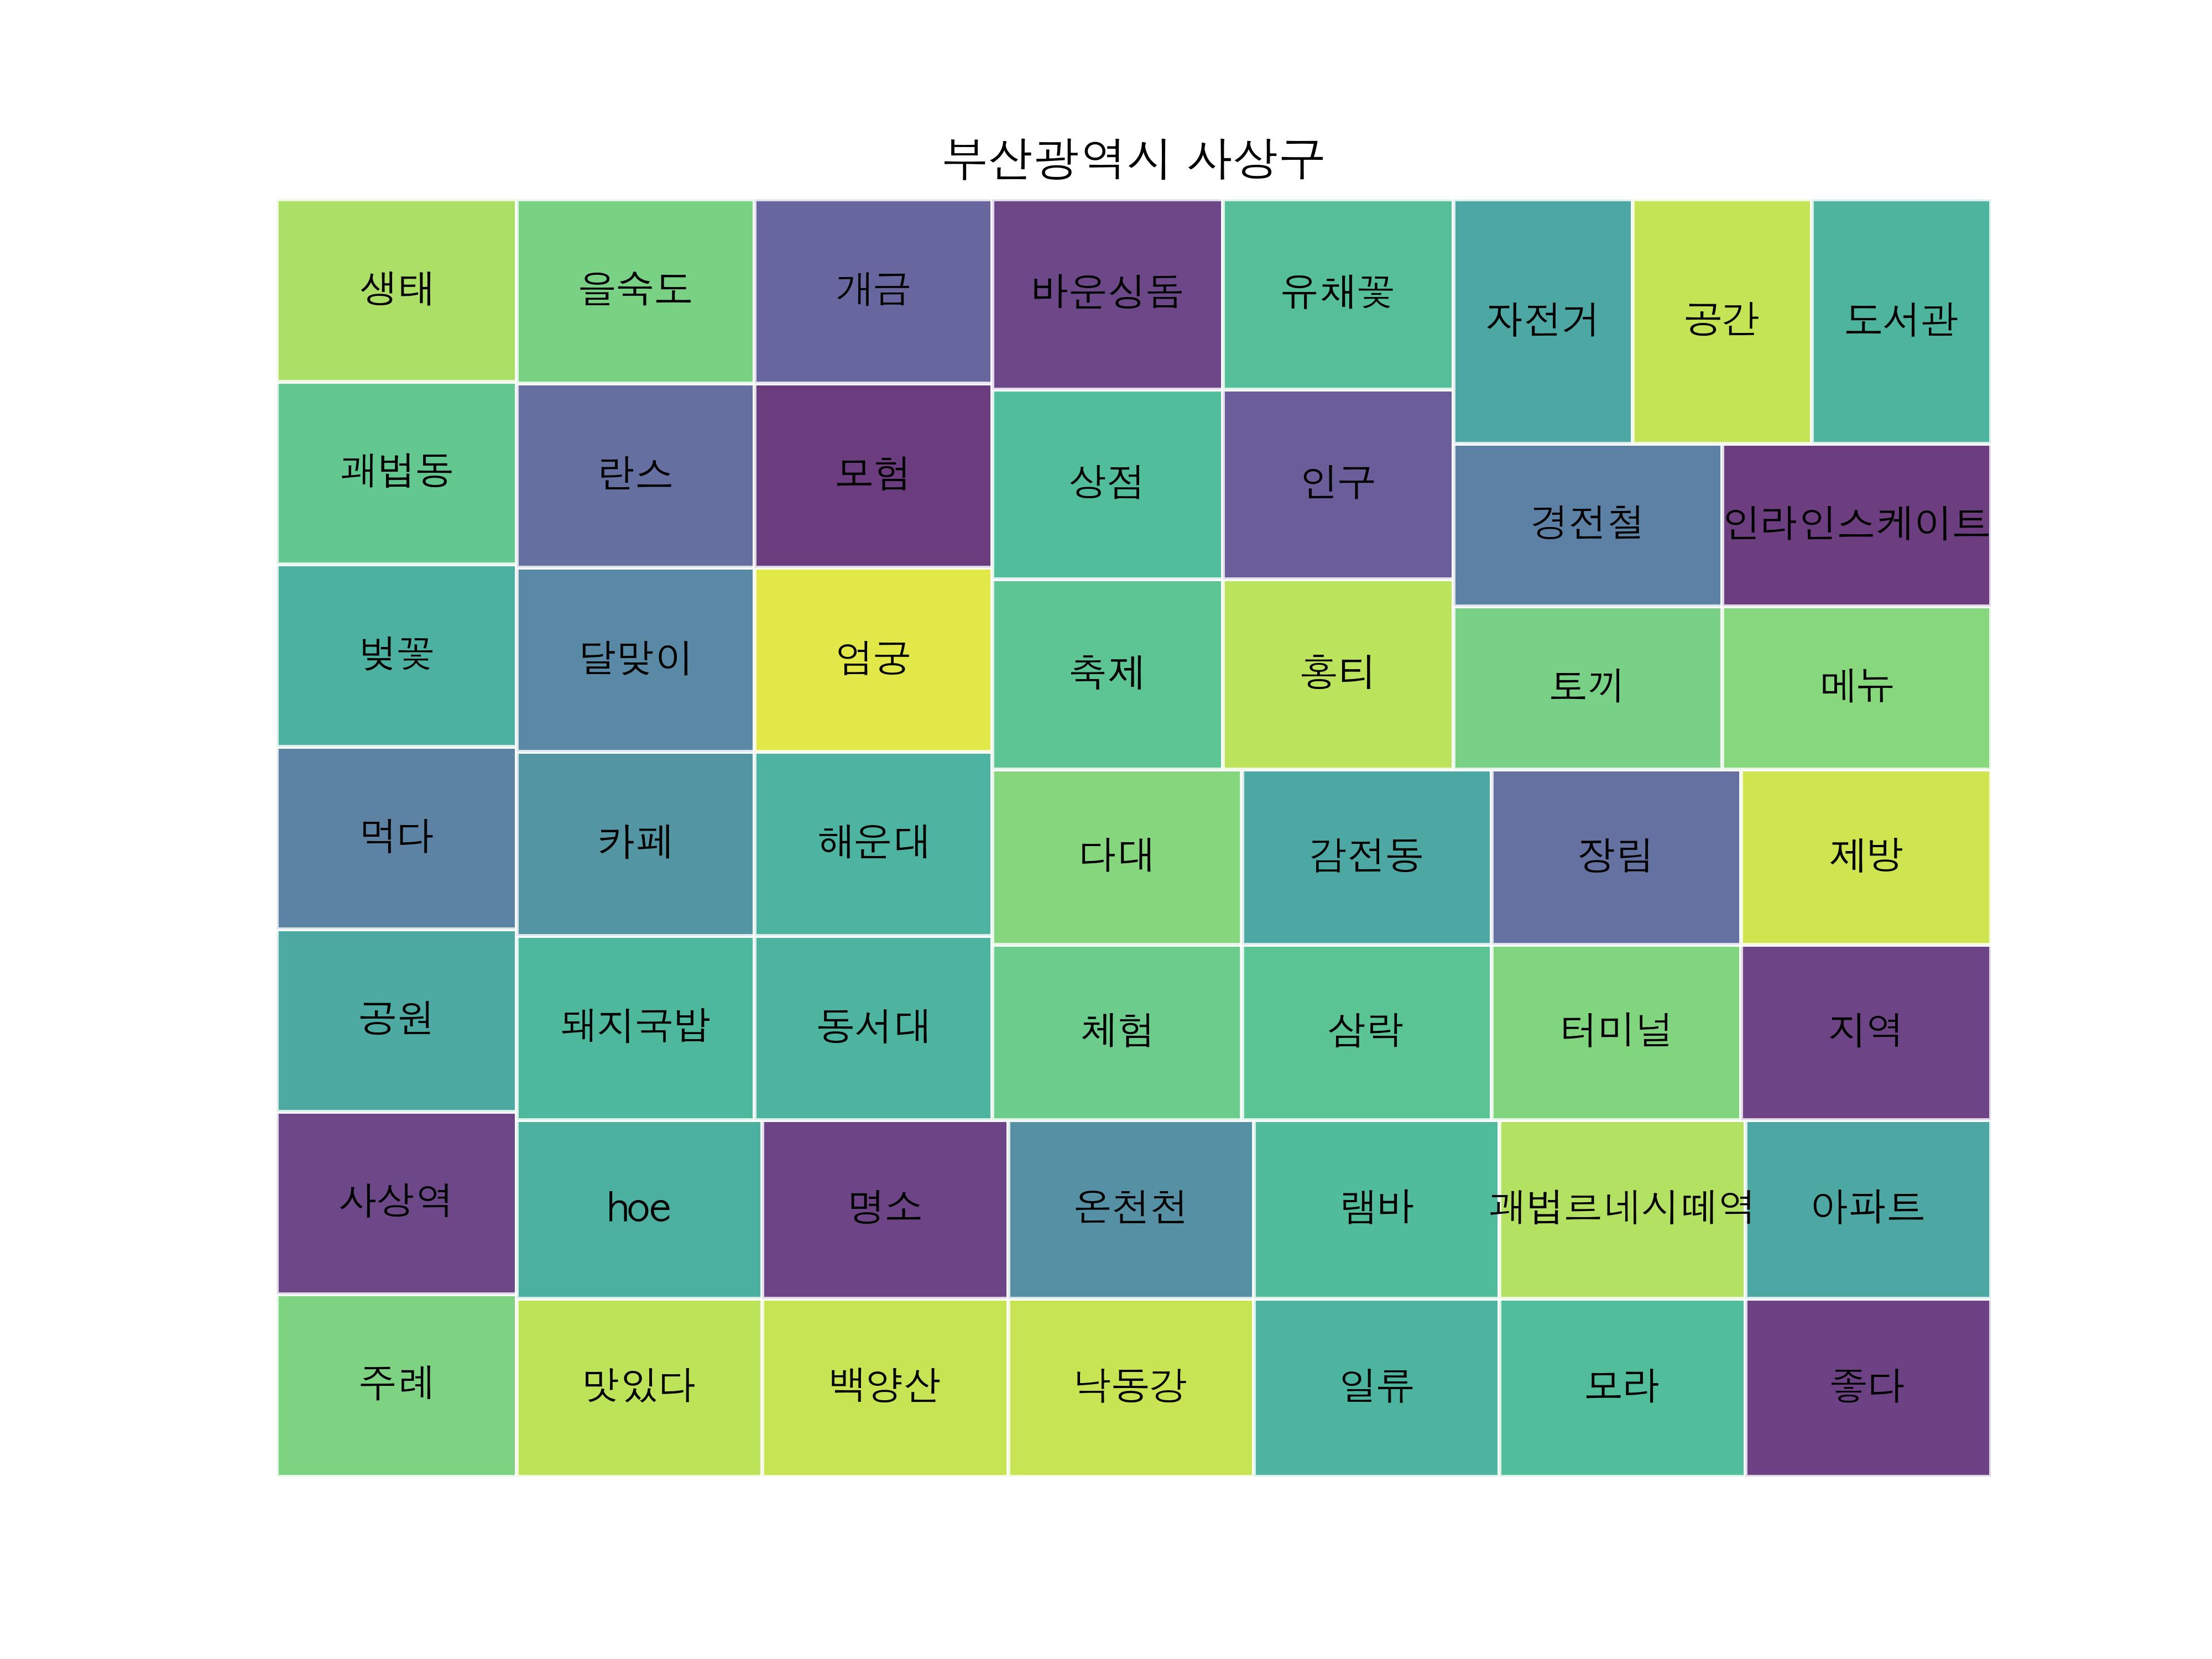 부산광역시 사상구
생태
을숙도
개금
바운싱돔
유채꽃
자전거
공간
도서관
괘법동
란스
모험
상점
인구
경전철
인라인스케이트
벚꽃
달맞이
엄궁
축제
홍티
토끼
메뉴
먹다
카페
해운대
다대
감전동
장림
제방
공원
돼지국밥
동서대
체험
삼락
터미널
지역
사상역
hoe
명소
온천천
램바
괘법르네시떼역
아파트
주례
맛있다
백양산
낙동강
일류
모라
좋다